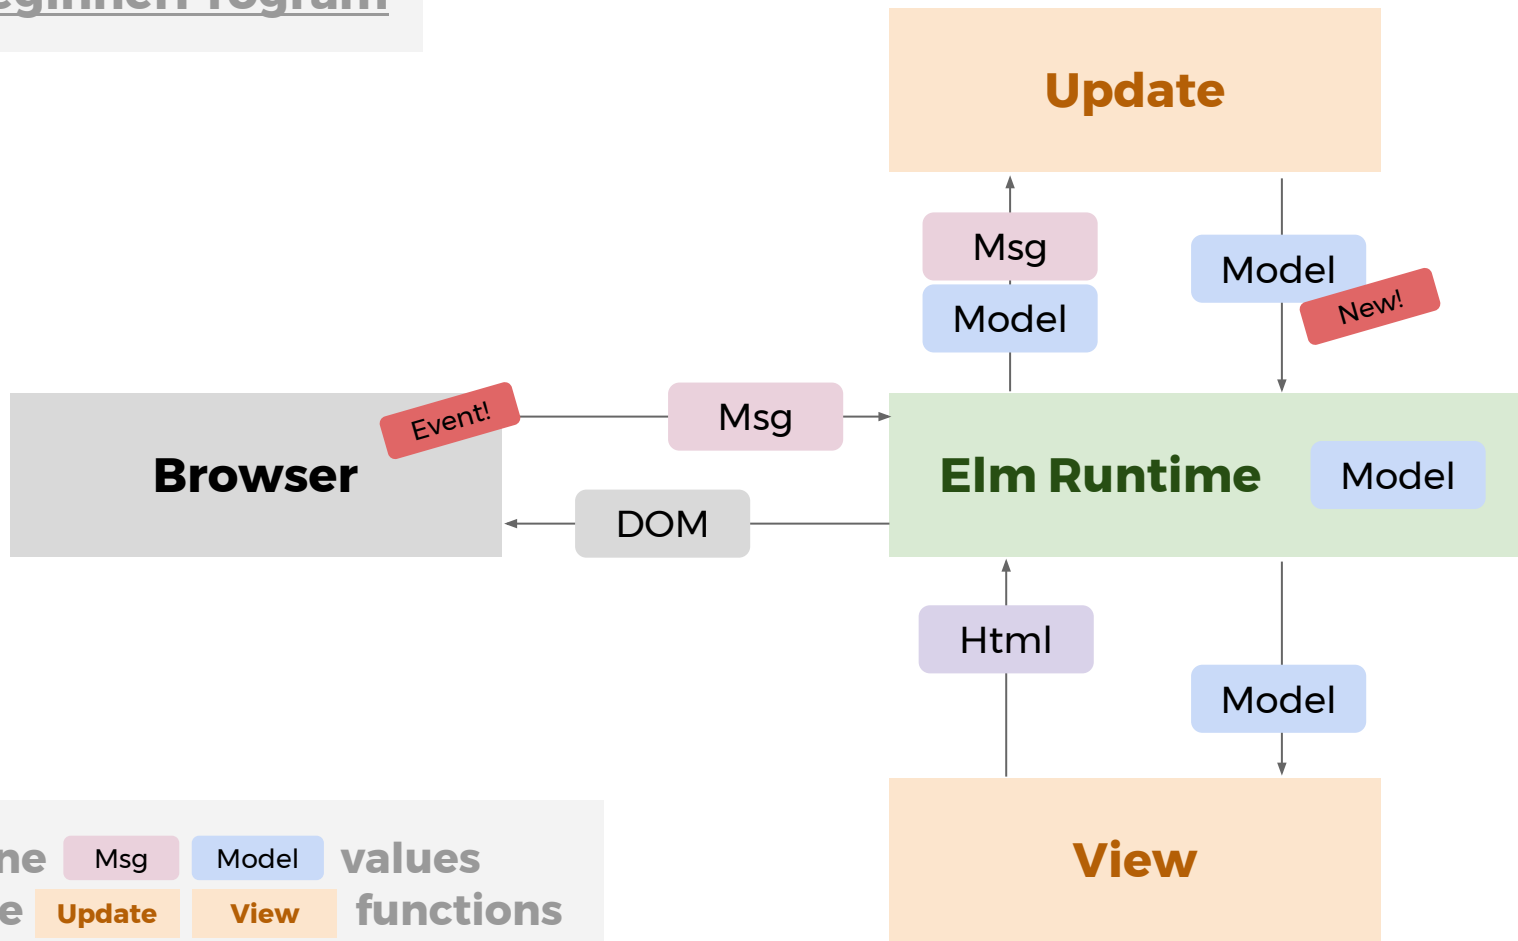 Update
Msg
Model
Model
New!
Event!
Msg
Browser
Elm Runtime
Model
DOM
Html
Model
View
Msg Model values
Update View functions